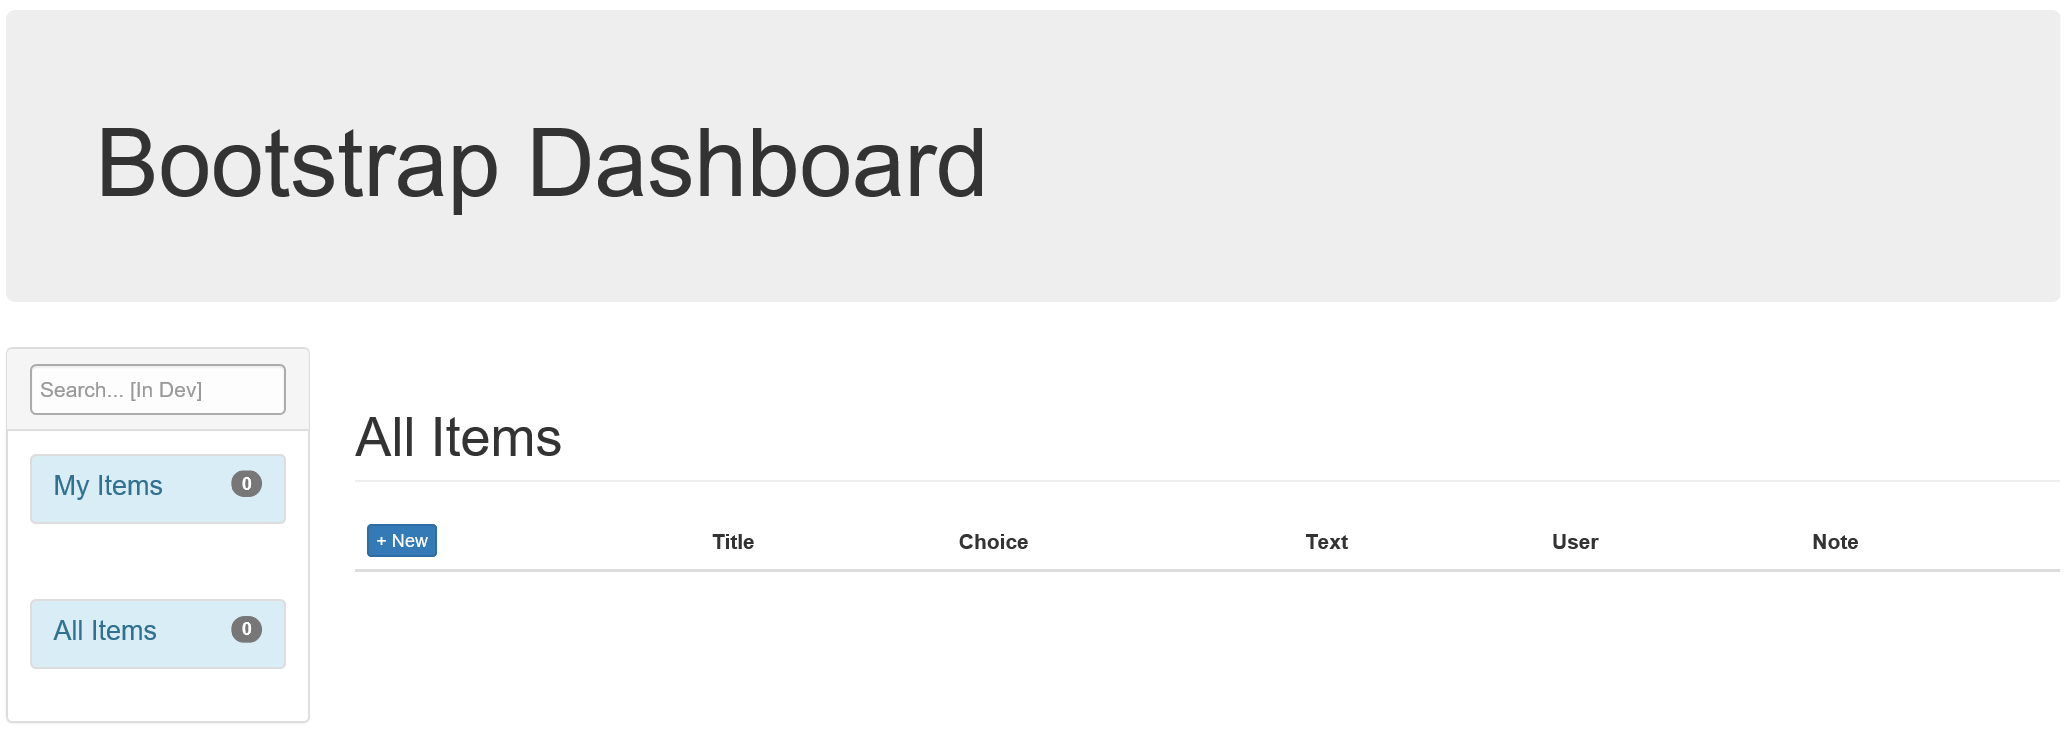 Bootstrap Dashboard
Search... [In Dev]
My Items 0
All Items 0
All Items
+ New Title Choice Text User Note